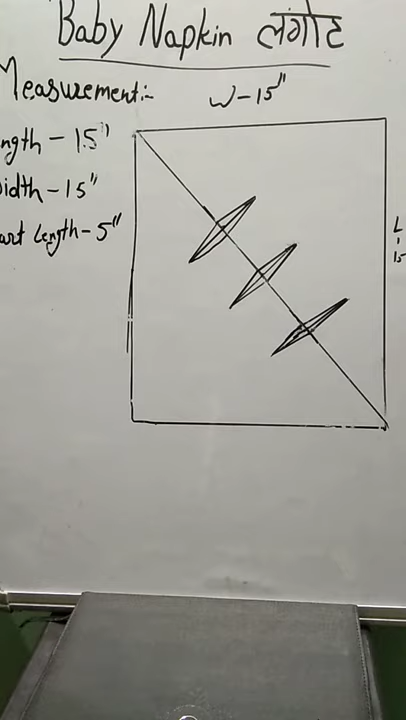 Baby Napkin लंगोट
Measurement:-
W-15"
ngth - 15"
idth - 15"
art Length - 5"
L
-
15